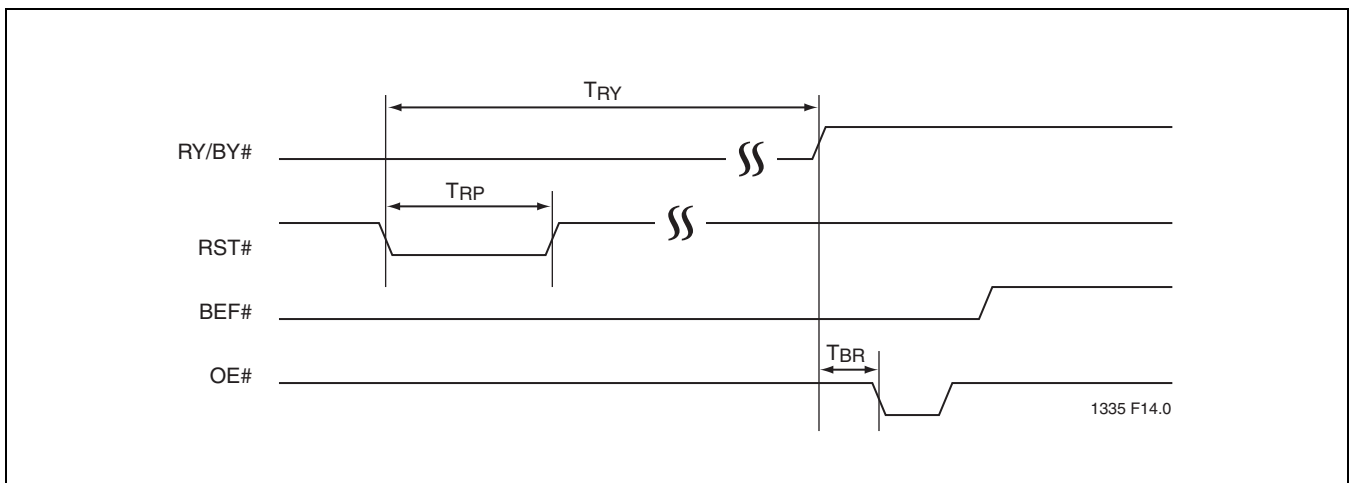 TRY
RY/BY#
TRP
RST#
BEF#
TBR
OE#
1335 F14.0